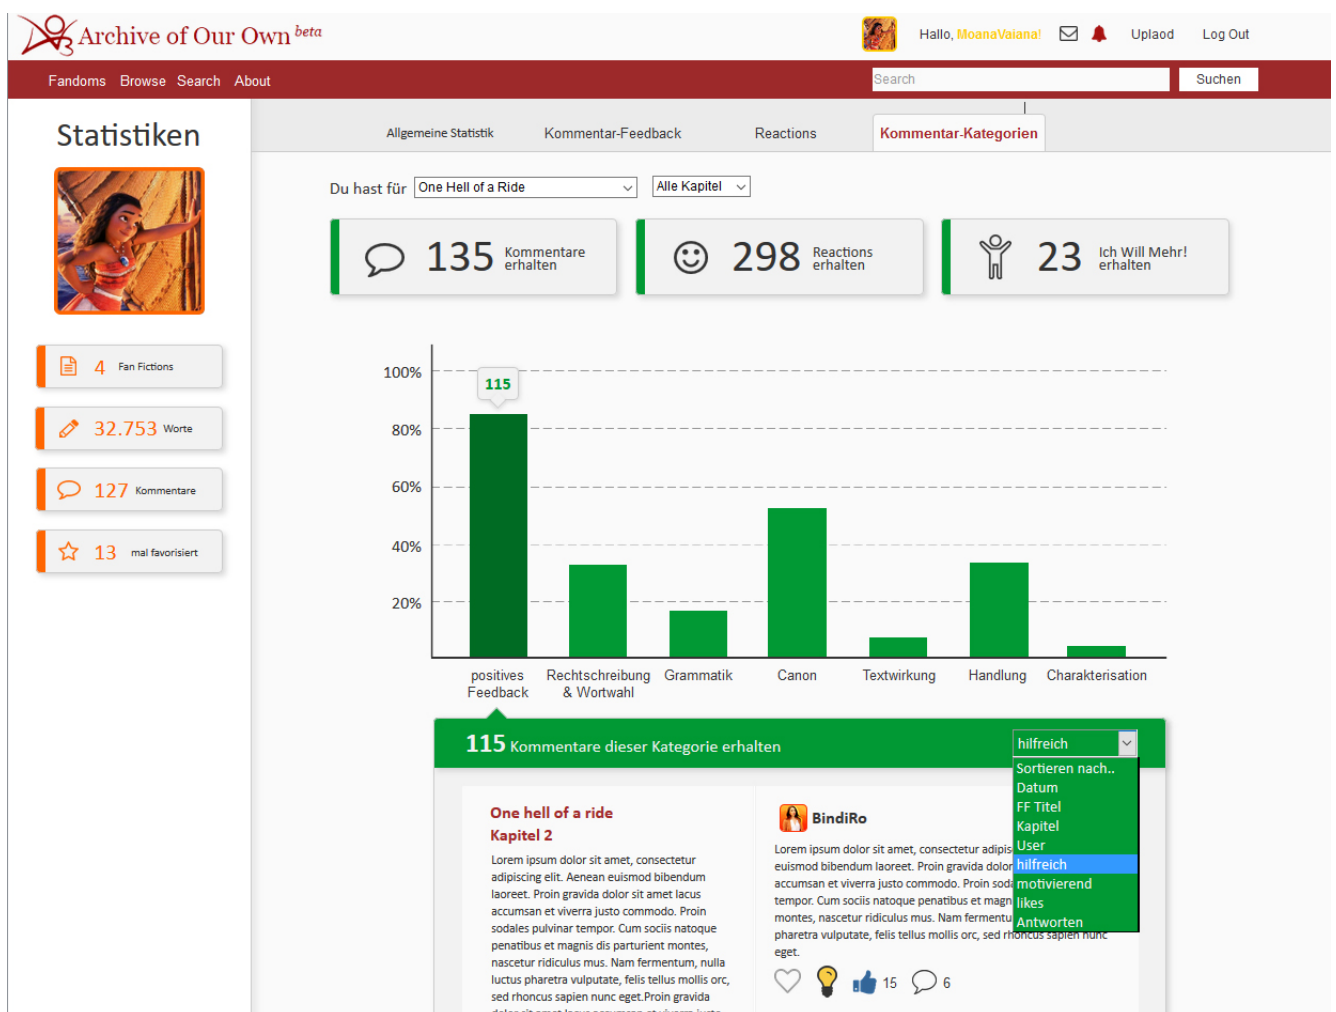 Archive of Our Own beta
Hallo, MoanaVaiana!
Uplaod
Log Out
Fandoms Browse Search About
Search
Suchen
Statistiken
Allgemeine Statistik
Kommentar-Feedback
Reactions
Kommentar-Kategorien
Du hast für
One Hell of a Ride
Alle Kapitel
135 Kommentare
erhalten
298 Reactions
erhalten
23 Ich Will Mehr!
erhalten
4 Fan Fictions
32.753 Worte
127 Kommentare
13 mal favorisiert
100%
80%
60%
40%
20%
115
positives
Feedback
Rechtschreibung
& Wortwahl
Grammatik
Canon
Textwirkung
Handlung
Charakterisation
115 Kommentare dieser Kategorie erhalten
hilfreich
Sortieren nach..
Datum
FF Titel
Kapitel
User
hilfreich
motivierend
likes
Antworten
One hell of a ride
Kapitel 2
Lorem ipsum dolor sit amet, consectetur
adipiscing elit. Aenean euismod bibendum
laoreet. Proin gravida dolor sit amet lacus
accumsan et viverra justo commodo. Proin
sodales pulvinar tempor. Cum sociis natoque
penatibus et magnis dis parturient montes,
nascetur ridiculus mus. Nam fermentum, nulla
luctus pharetra vulputate, felis tellus mollis orc,
sed rhoncus sapien nunc eget.Proin gravida
dolor sit amet lacus accumsan et viverra justo
BindiRo
Lorem ipsum dolor sit amet, consectetur adipis
euismod bibendum laoreet. Proin gravida dolor
accumsan et viverra justo commodo. Proin soda
tempor. Cum sociis natoque penatibus et magn
montes, nascetur ridiculus mus. Nam fermentu
pharetra vulputate, felis tellus mollis orc, sed rhoncus sapien nunc
eget.
15
6